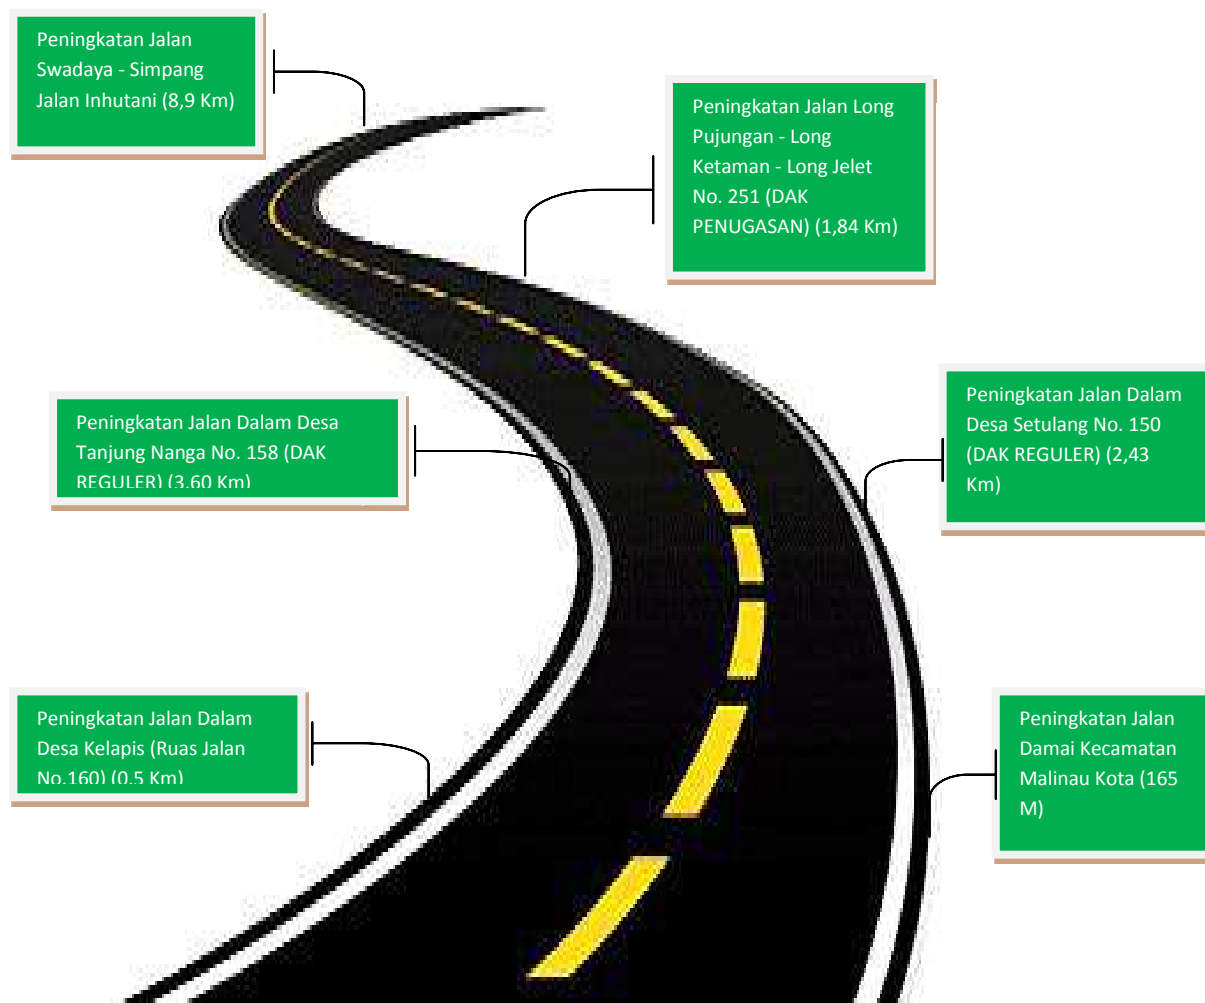 Peningkatan Jalan
Swadaya - Simpang
Jalan Inhutani (8,9 Km)
Peningkatan Jalan Long
Pujungan - Long
Ketaman - Long Jelet
No. 251 (DAK
PENUGASAN) (1,84 Km)
Peningkatan Jalan Dalam Desa
Tanjung Nanga No. 158 (DAK
REGULER) (3.60 Km)
Peningkatan Jalan Dalam
Desa Setulang No. 150
(DAK REGULER) (2,43
Km)
Peningkatan Jalan Dalam
Desa Kelapis (Ruas Jalan
No.160) (0.5 Km)
Peningkatan Jalan
Damai Kecamatan
Malinau Kota (165
M)